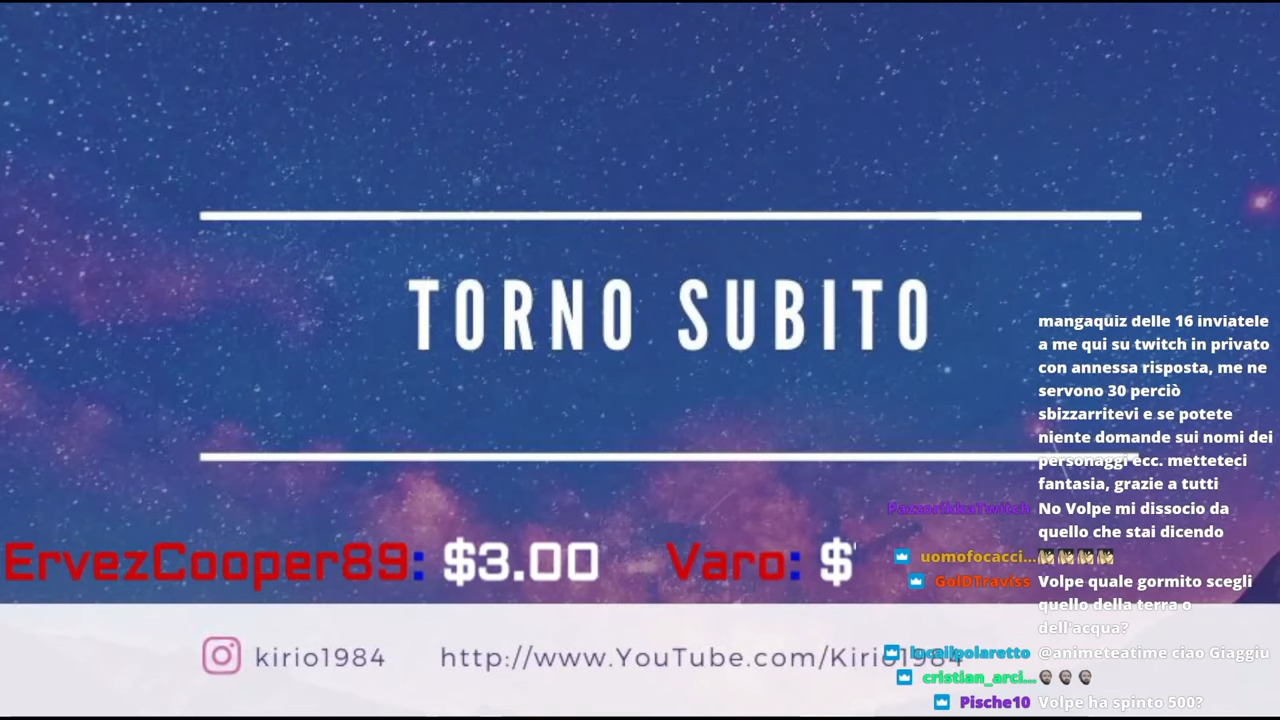 TORNO SUBITO
mangaquiz delle 16 inviatele
a me qui su twitch in privato
con annessa risposta, me ne
servono 30 perciò
sbizzarritevi e se potete
niente domande sui nomi dei
personaggi ecc. metteteci
fantasia, grazie a tutti
PazzorikkaTwitch No Volpe mi dissocio da
quello che stai dicendo
ErvezCooper89: $3.00 Varo: $
uomofocacci...
GolDTraviss Volpe quale gormito scegli
quello della terra o
dell'acqua?
kirio1984 http://www.YouTube.com/Kirio1984
lucailpolaretto @animeteatime ciao Giaggiu
cristian_arci...
Pische10 Volpe ha spinto 500?